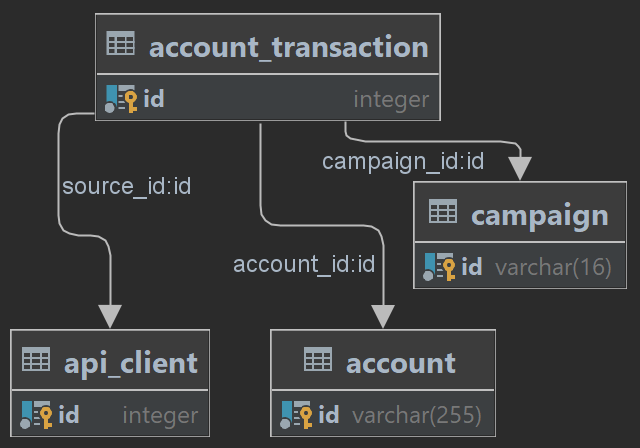 account_transaction
id integer
campaign_id:id
source_id:id
campaign
account_id:id
id varchar(16)
api_client
account
id integer
id varchar(255)